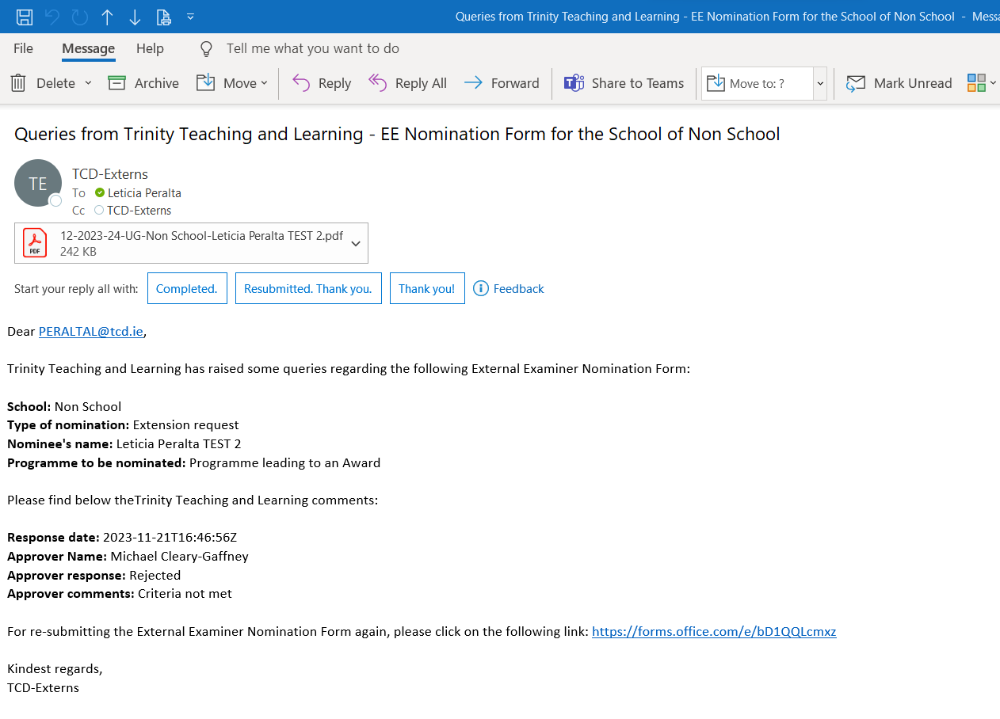 Queries from Trinity Teaching and Learning - EE Nomination Form for the School of Non School - Messa
File Message Help Tell me what you want to do
Delete Archive Move Reply Reply All Forward Share to Teams Move to: ? Mark Unread
Queries from Trinity Teaching and Learning - EE Nomination Form for the School of Non School
TE
TCD-Externs
To Leticia Peralta
Cc TCD-Externs
PDF
12-2023-24-UG-Non School-Leticia Peralta TEST 2.pdf
242 KB
Start your reply all with: Completed. Resubmitted. Thank you. Thank you! Feedback
Dear PERALTAL@tcd.ie,
Trinity Teaching and Learning has raised some queries regarding the following External Examiner Nomination Form:
School: Non School
Type of nomination: Extension request
Nominee's name: Leticia Peralta TEST 2
Programme to be nominated: Programme leading to an Award
Please find below theTrinity Teaching and Learning comments:
Response date: 2023-11-21T16:46:56Z
Approver Name: Michael Cleary-Gaffney
Approver response: Rejected
Approver comments: Criteria not met
For re-submitting the External Examiner Nomination Form again, please click on the following link: https://forms.office.com/e/bD1QQLcmxz
Kindest regards,
TCD-Externs